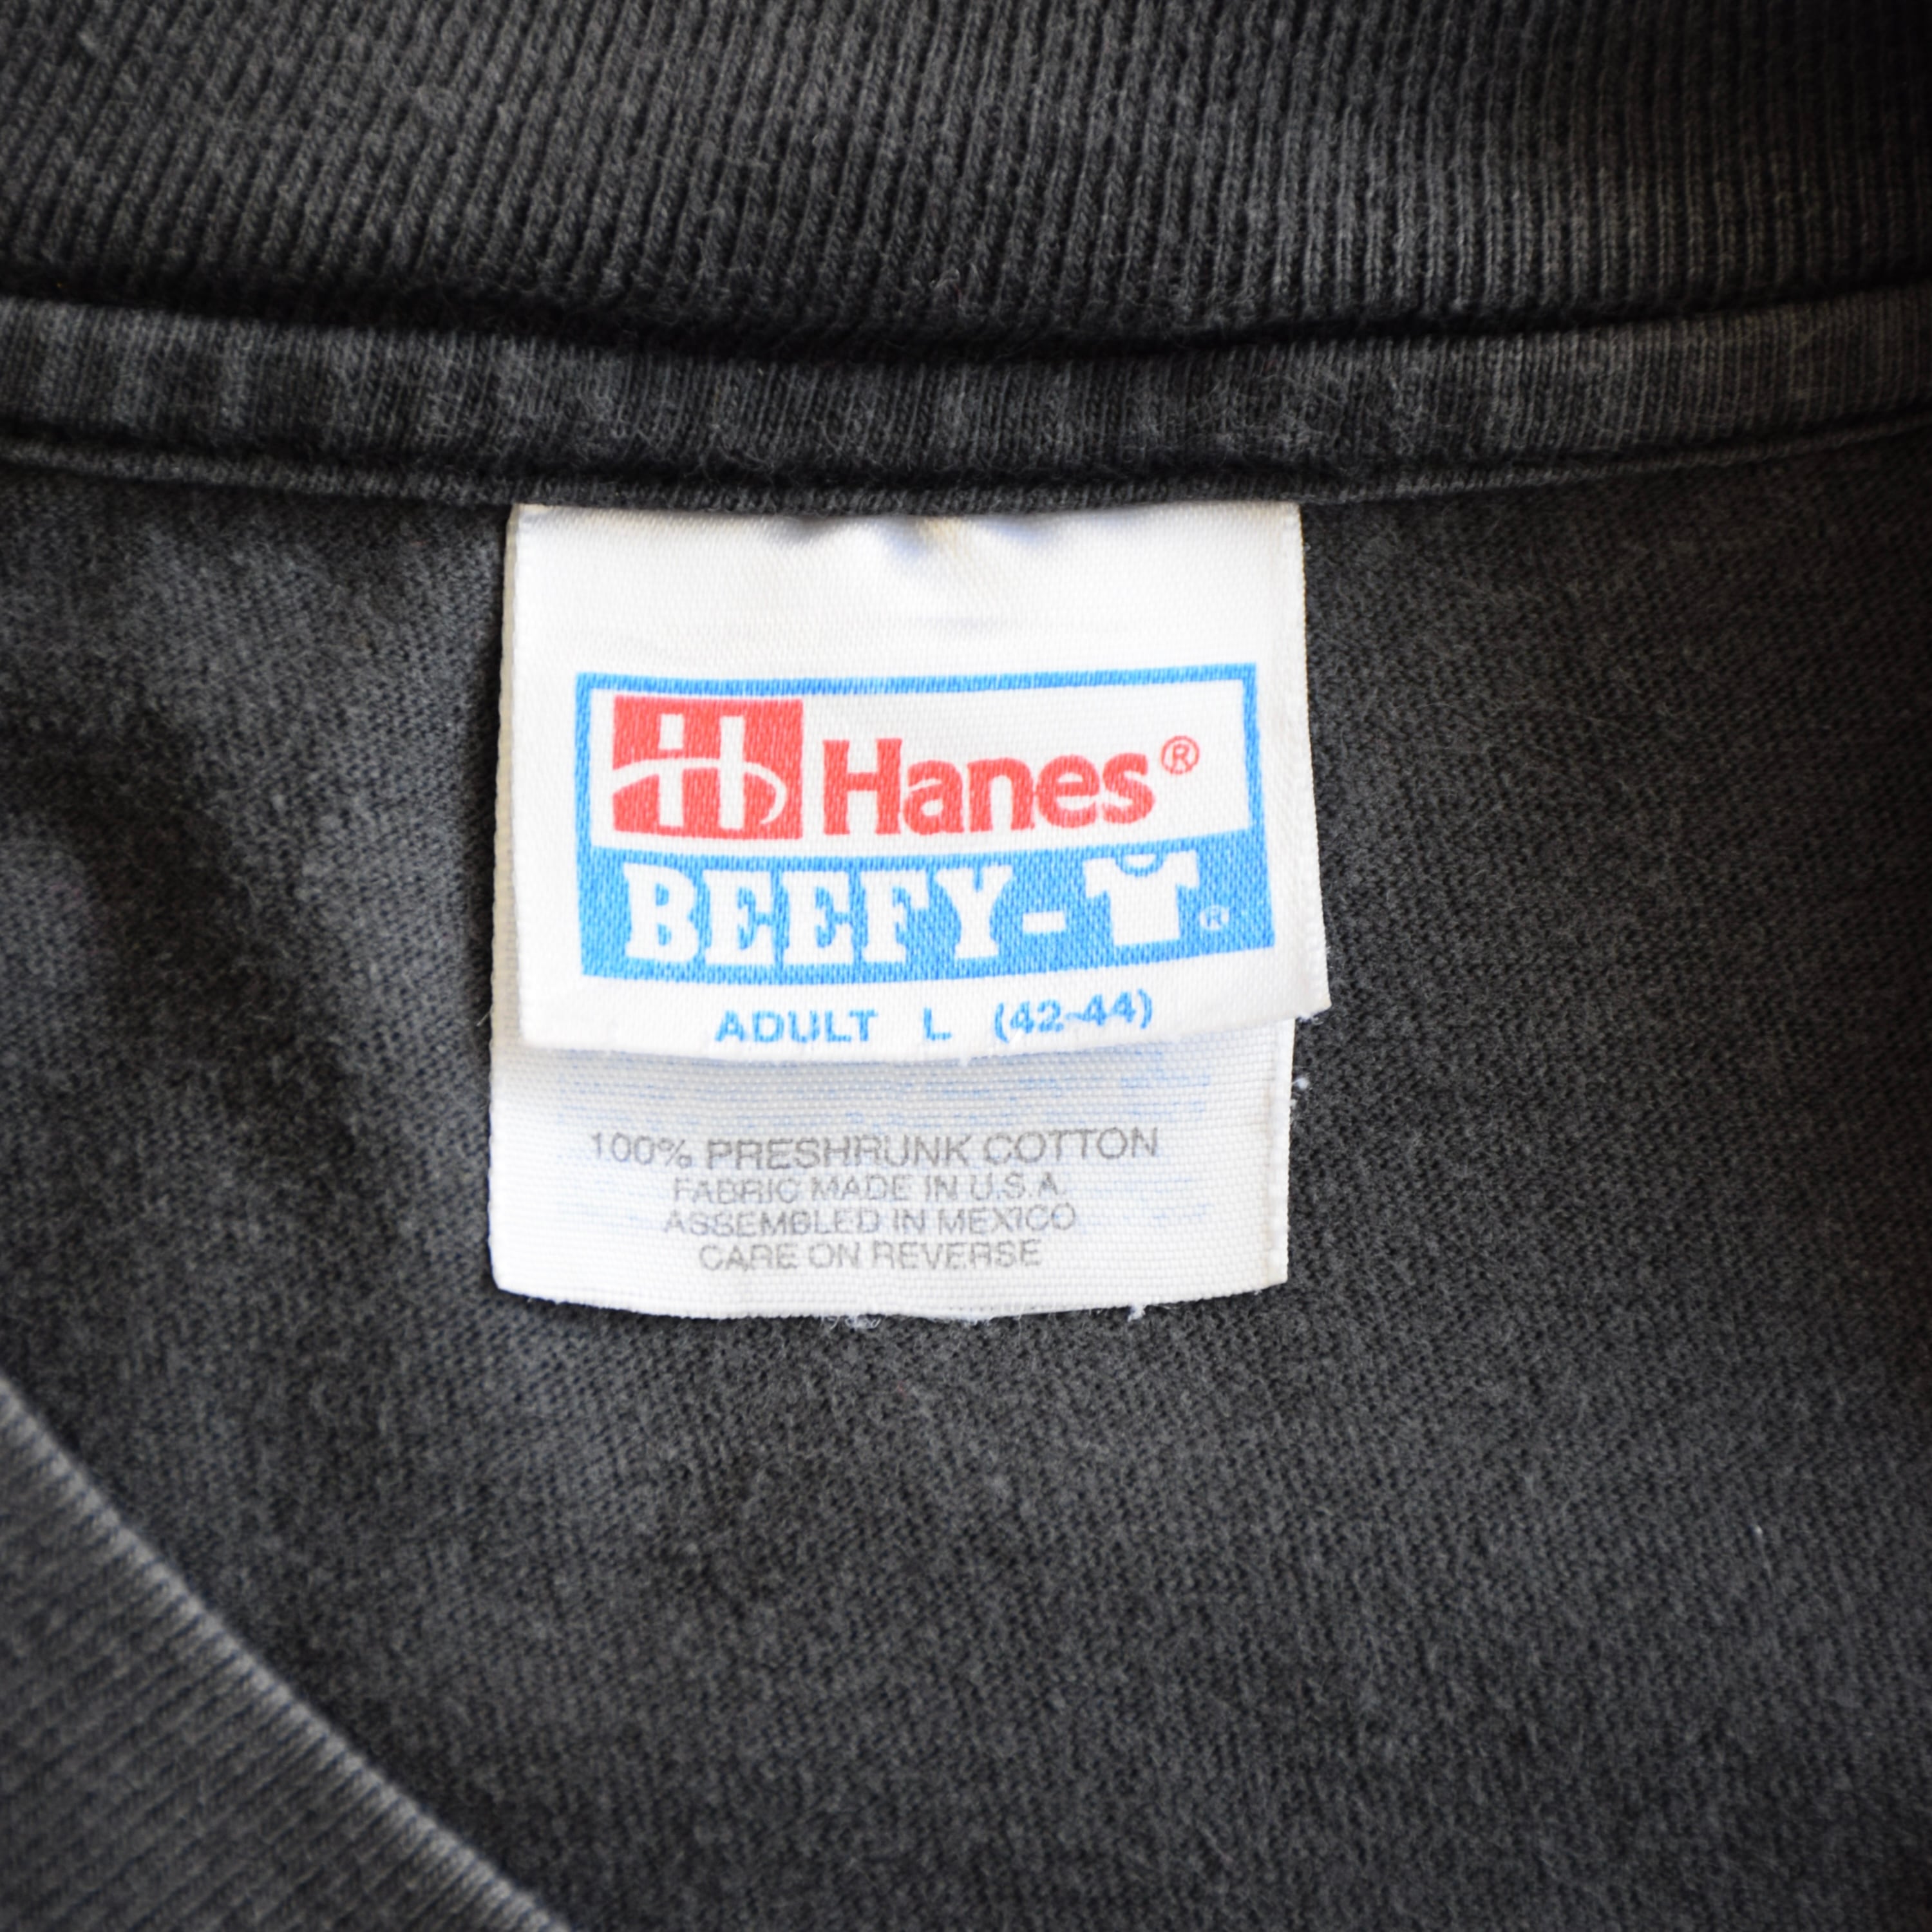 H Hanes®
BEEFY-T®
ADULT L (42-44)
100% PRESHRUNK COTTON
FABRIC MADE IN U.S.A.
ASSEMBLED IN MEXICO
CARE ON REVERSE